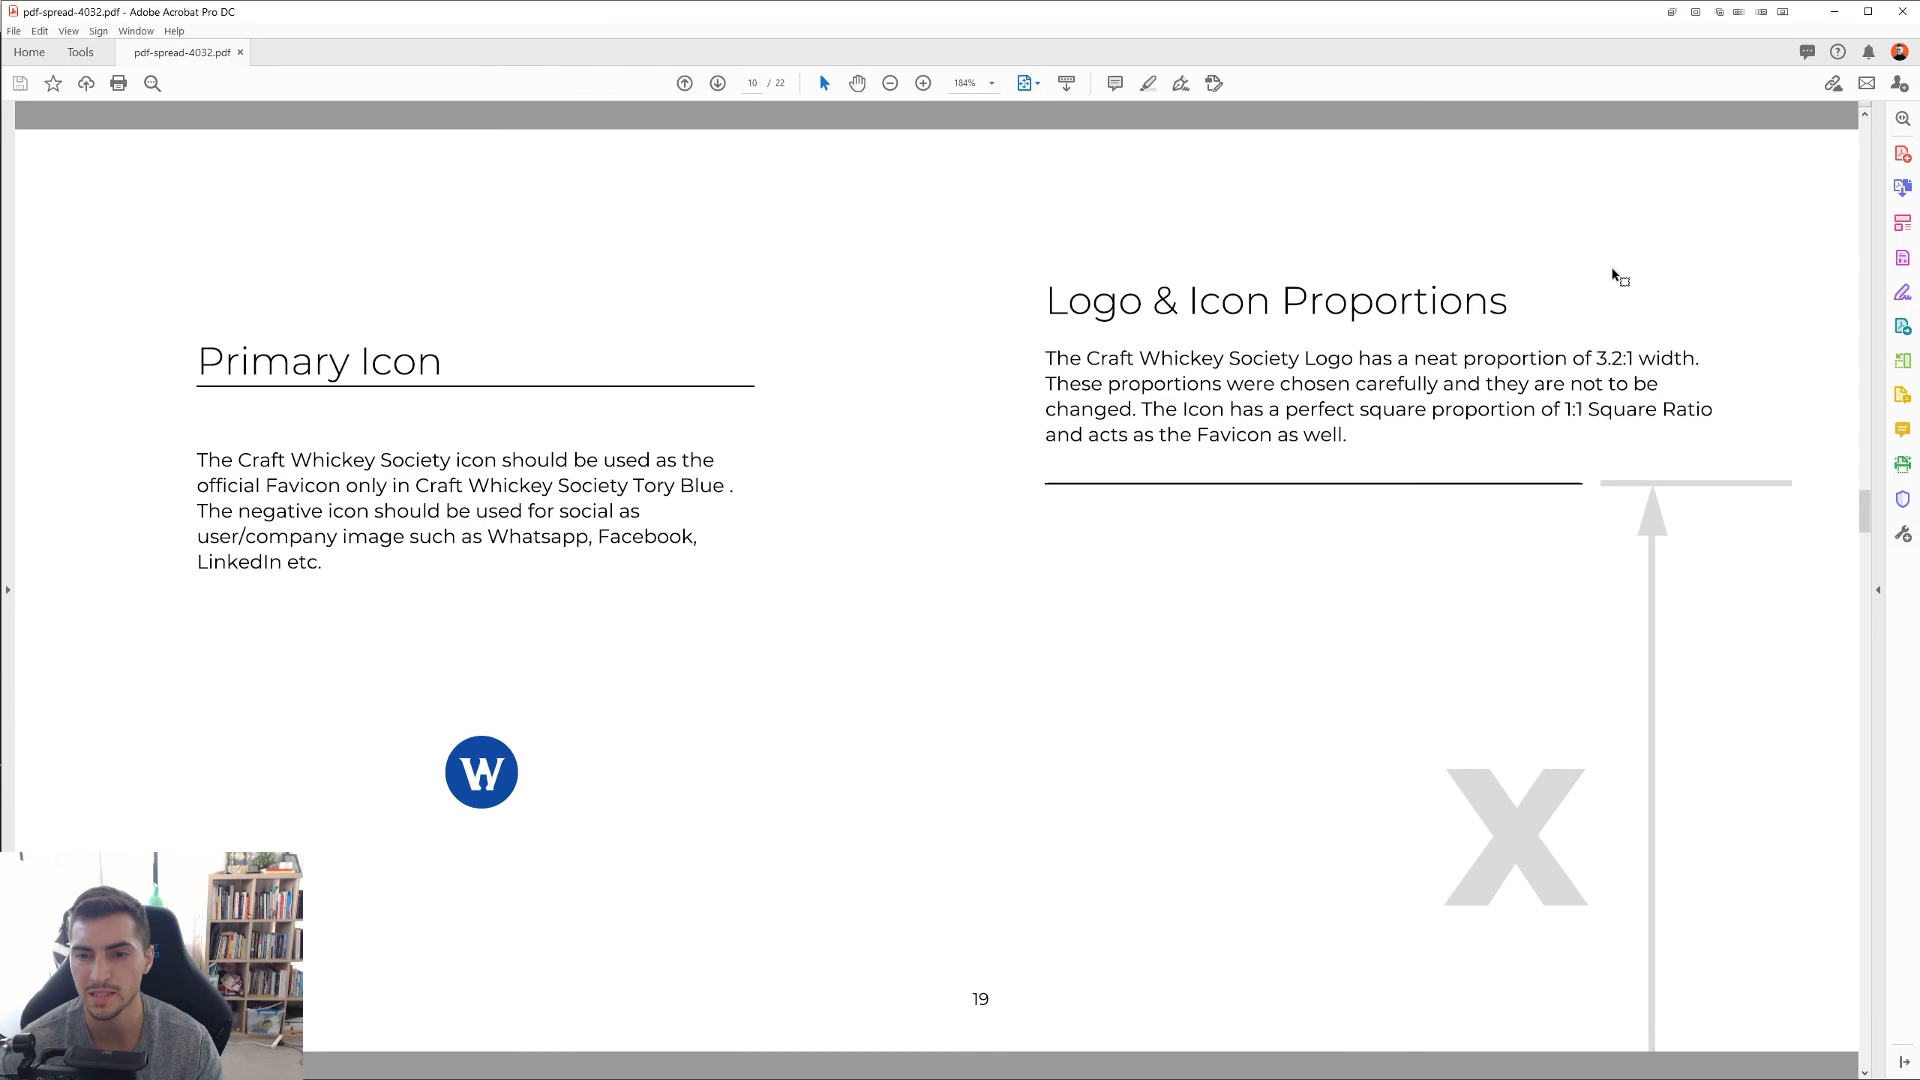 pdf-spread-4032.pdf - Adobe Acrobat Pro DC
File Edit View Sign Window Help
Home Tools pdf-spread-4032.pdf ×
10 / 22 184%
Primary Icon
The Craft Whickey Society icon should be used as the
official Favicon only in Craft Whickey Society Tory Blue .
The negative icon should be used for social as
user/company image such as Whatsapp, Facebook,
LinkedIn etc.
W
Logo & Icon Proportions
The Craft Whickey Society Logo has a neat proportion of 3.2:1 width.
These proportions were chosen carefully and they are not to be
changed. The Icon has a perfect square proportion of 1:1 Square Ratio
and acts as the Favicon as well.
X
19